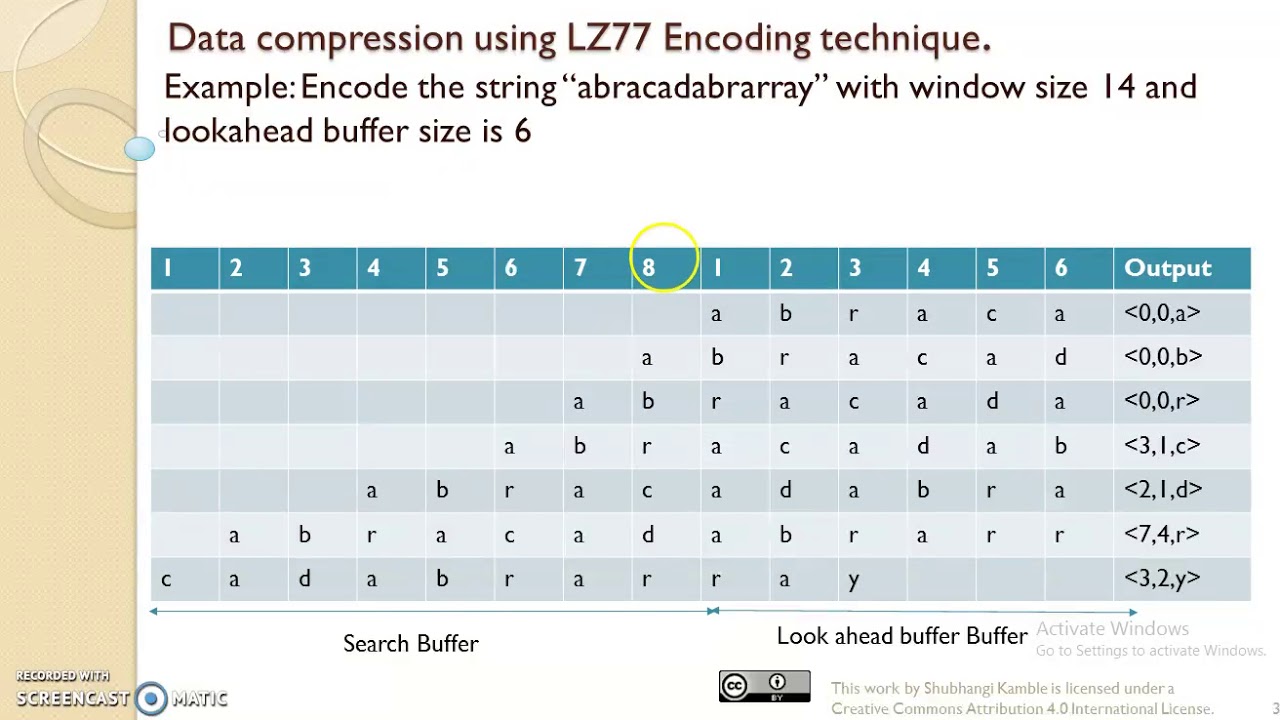 Data compression using LZ77 Encoding technique.
Example: Encode the string “abracadabrarray” with window size 14 and
lookahead buffer size is 6
1 2 3 4 5 6 7 8 1 2 3 4 5 6 Output
a b r a c a <0,0,a>
a b r a c a d <0,0,b>
a b r a c a d a <0,0,r>
a b r a c a d a b <3,1,c>
a b r a c a d a b r a <2,1,d>
a b r a c a d a b r a r r <7,4,r>
c a d a b r a r r a y <3,2,y>
Search Buffer
Look ahead buffer Buffer
Activate Windows
Go to Settings to activate Windows.
RECORDED WITH
SCREENCAST MATIC
cc
BY
This work by Shubhangi Kamble is licensed under a
Creative Commons Attribution 4.0 International License.
3